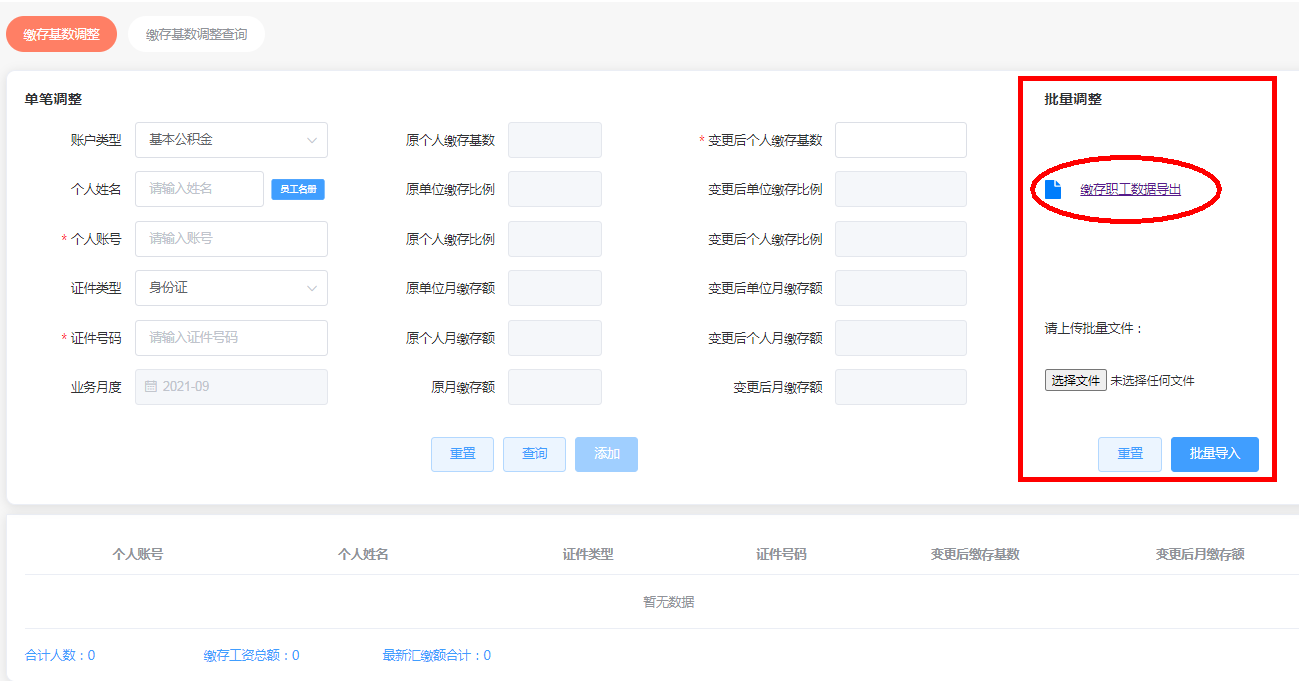 缴存基数调整 缴存基数调整查询
单笔调整 批量调整
账户类型 基本公积金 原个人缴存基数 * 变更后个人缴存基数
个人姓名 请输入姓名 员工名册 原单位缴存比例 变更后单位缴存比例 缴存职工数据导出
* 个人账号 请输入账号 原个人缴存比例 变更后个人缴存比例
证件类型 身份证 原单位月缴存额 变更后单位月缴存额
* 证件号码 请输入证件号码 原个人月缴存额 变更后个人月缴存额 请上传批量文件：
业务月度 2021-09 原月缴存额 变更后月缴存额 选择文件 未选择任何文件
重置 查询 添加 重置 批量导入
个人账号 个人姓名 证件类型 证件号码 变更后缴存基数 变更后月缴存额
暂无数据
合计人数：0 缴存工资总额：0 最新汇缴额合计：0